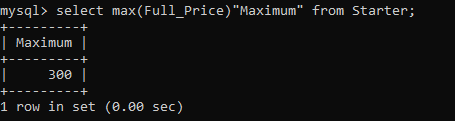 mysql> select max(Full_Price)"Maximum" from Starter;
+---------+
| Maximum |
+---------+
|     300 |
+---------+
1 row in set (0.00 sec)